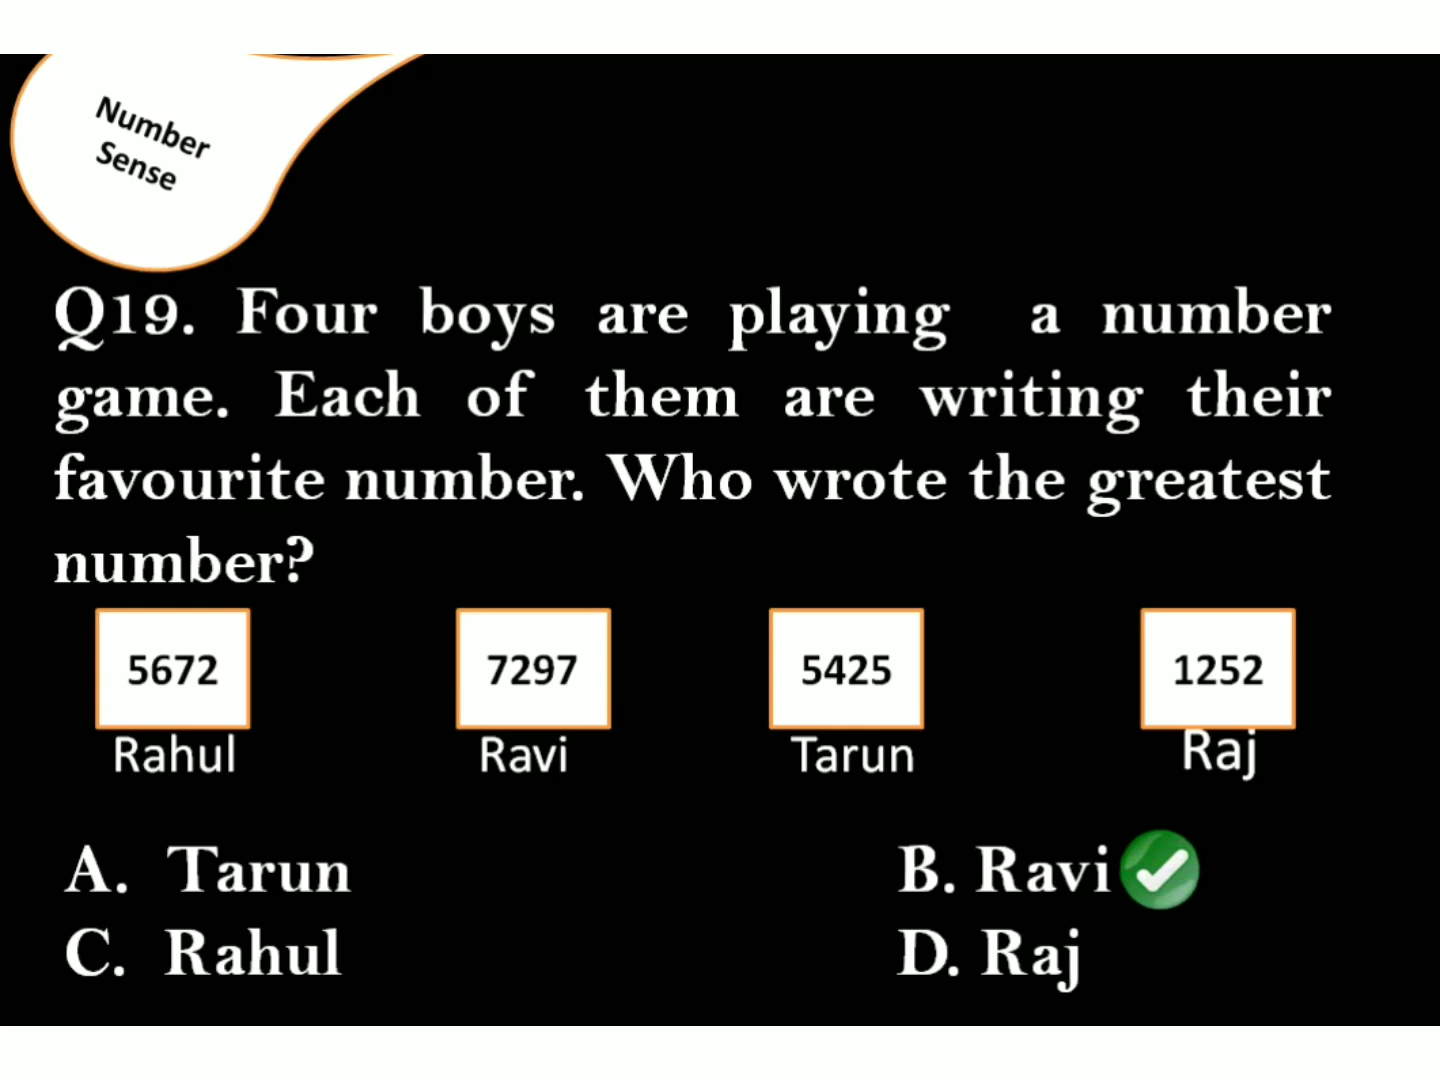 Number
Sense
Q19. Four boys are playing a number
game. Each of them are writing their
favourite number. Who wrote the greatest
number?
5672 7297 5425 1252
Rahul Ravi Tarun Raj
A. Tarun B. Ravi
C. Rahul D. Raj